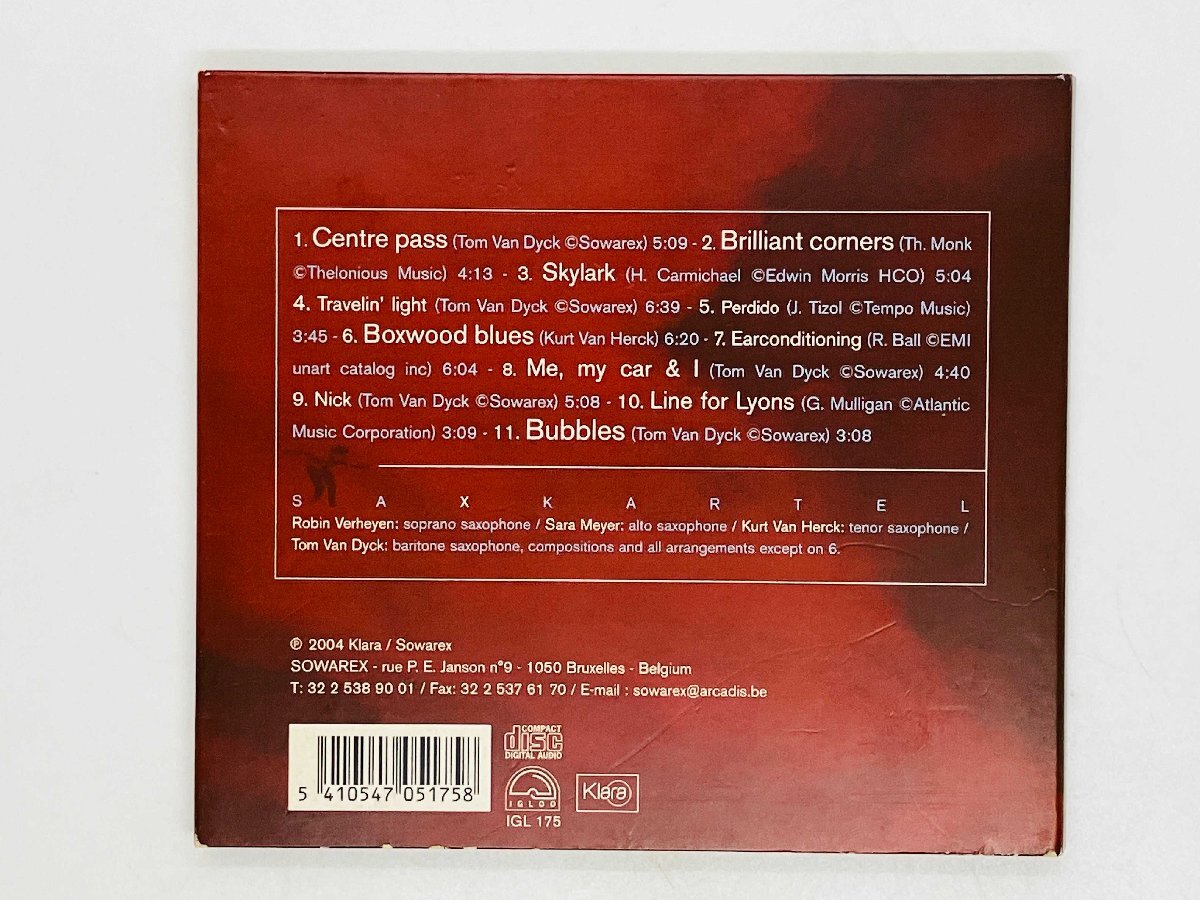 1. Centre pass (Tom Van Dyck ©Sowarex) 5:09 - 2. Brilliant corners (Th. Monk
©Thelonious Music) 4:13 - 3. Skylark (H. Carmichael ©Edwin Morris HCO) 5:04
4. Travelin' light (Tom Van Dyck ©Sowarex) 6:39 - 5. Perdido (J. Tizol ©Tempo Music)
3:45 - 6. Boxwood blues (Kurt Van Herck) 6:20 - 7. Earconditioning (R. Ball ©EMI
unart catalog inc) 6:04 - 8. Me, my car & I (Tom Van Dyck ©Sowarex) 4:40
9. Nick (Tom Van Dyck ©Sowarex) 5:08 - 10. Line for Lyons (G. Mulligan ©Atlantic
Music Corporation) 3:09 - 11. Bubbles (Tom Van Dyck ©Sowarex) 3:08
S A X K A R T E L
Robin Verheyen: soprano saxophone / Sara Meyer: alto saxophone / Kurt Van Herck: tenor saxophone /
Tom Van Dyck: baritone saxophone, compositions and all arrangements except on 6.
℗ 2004 Klara / Sowarex
SOWAREX - rue P. E. Janson n°9 - 1050 Bruxelles - Belgium
T: 32 2 538 90 01 / Fax: 32 2 537 61 70 / E-mail : sowarex@arcadis.be
5 410547 051758
COMPACT
disc
DIGITAL AUDIO
IGLOO
IGL 175
Klara